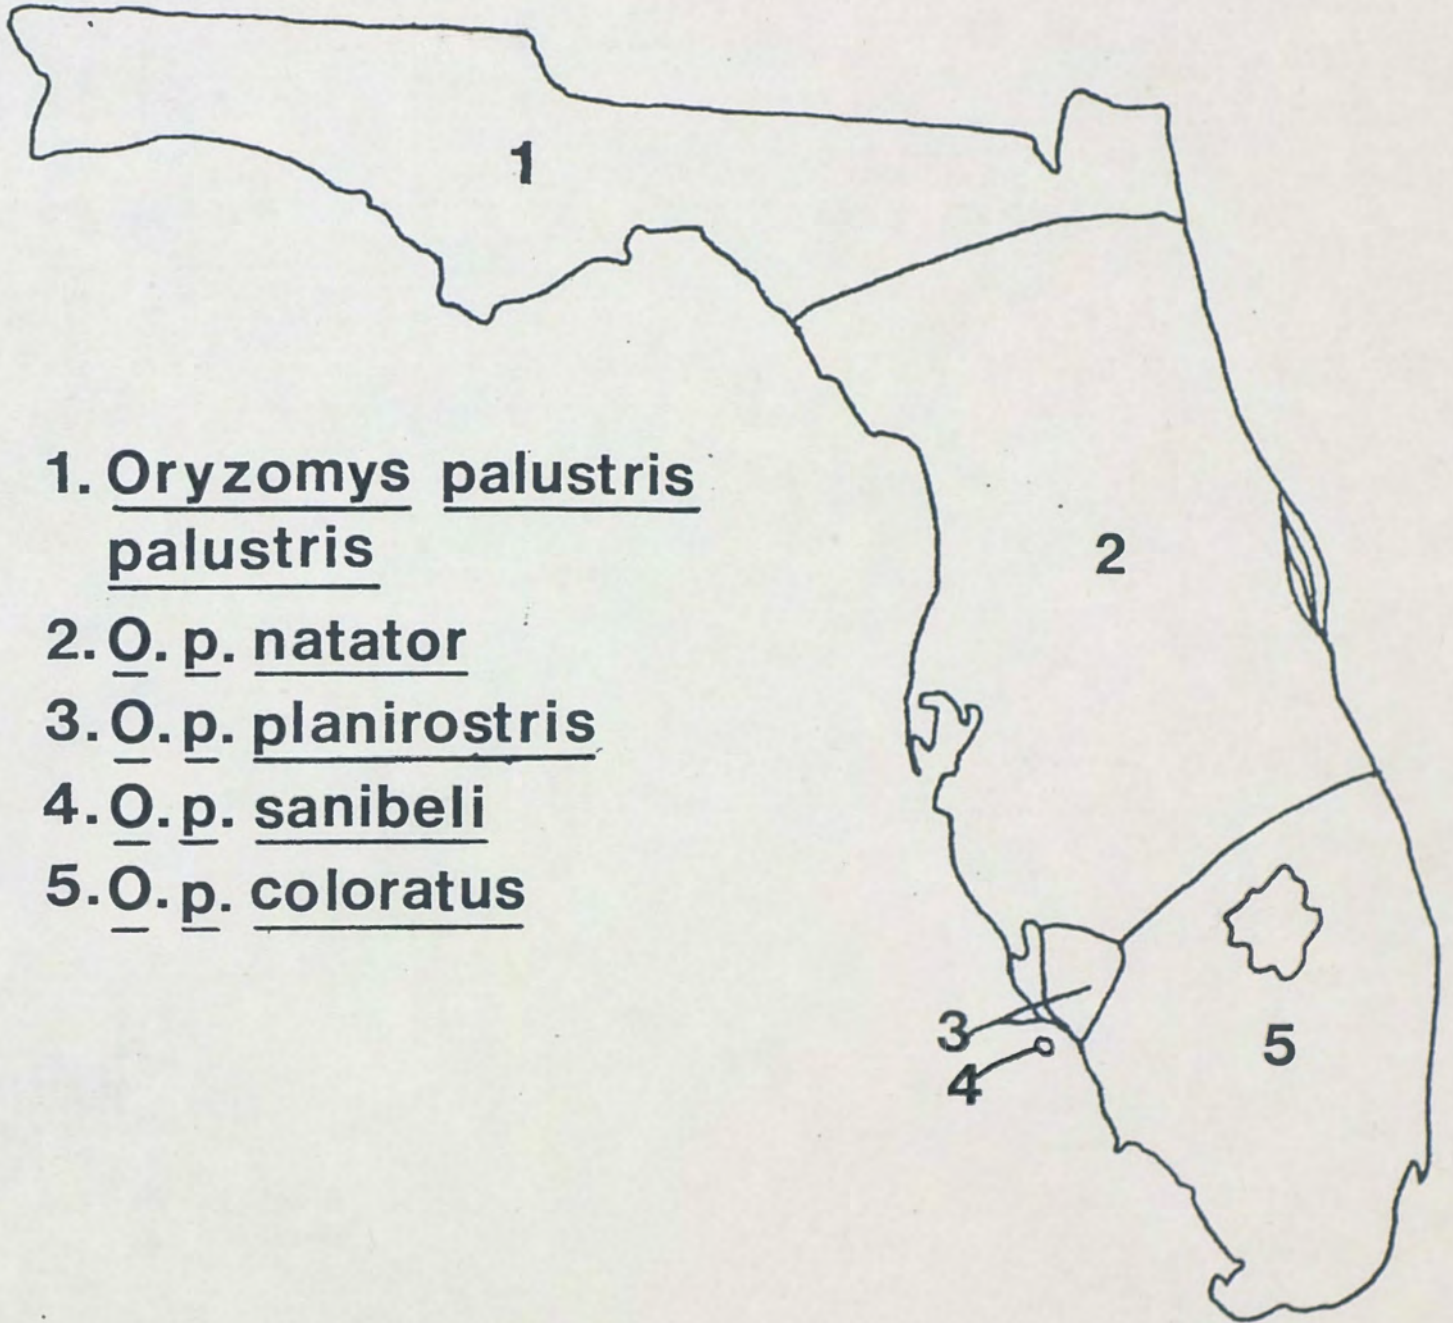 1
2
1. Oryzomys palustris
palustris
2. O. p. natator
3. O. p. planirostris
4. O. p. sanibeli
5. O. p. coloratus
3
4
5